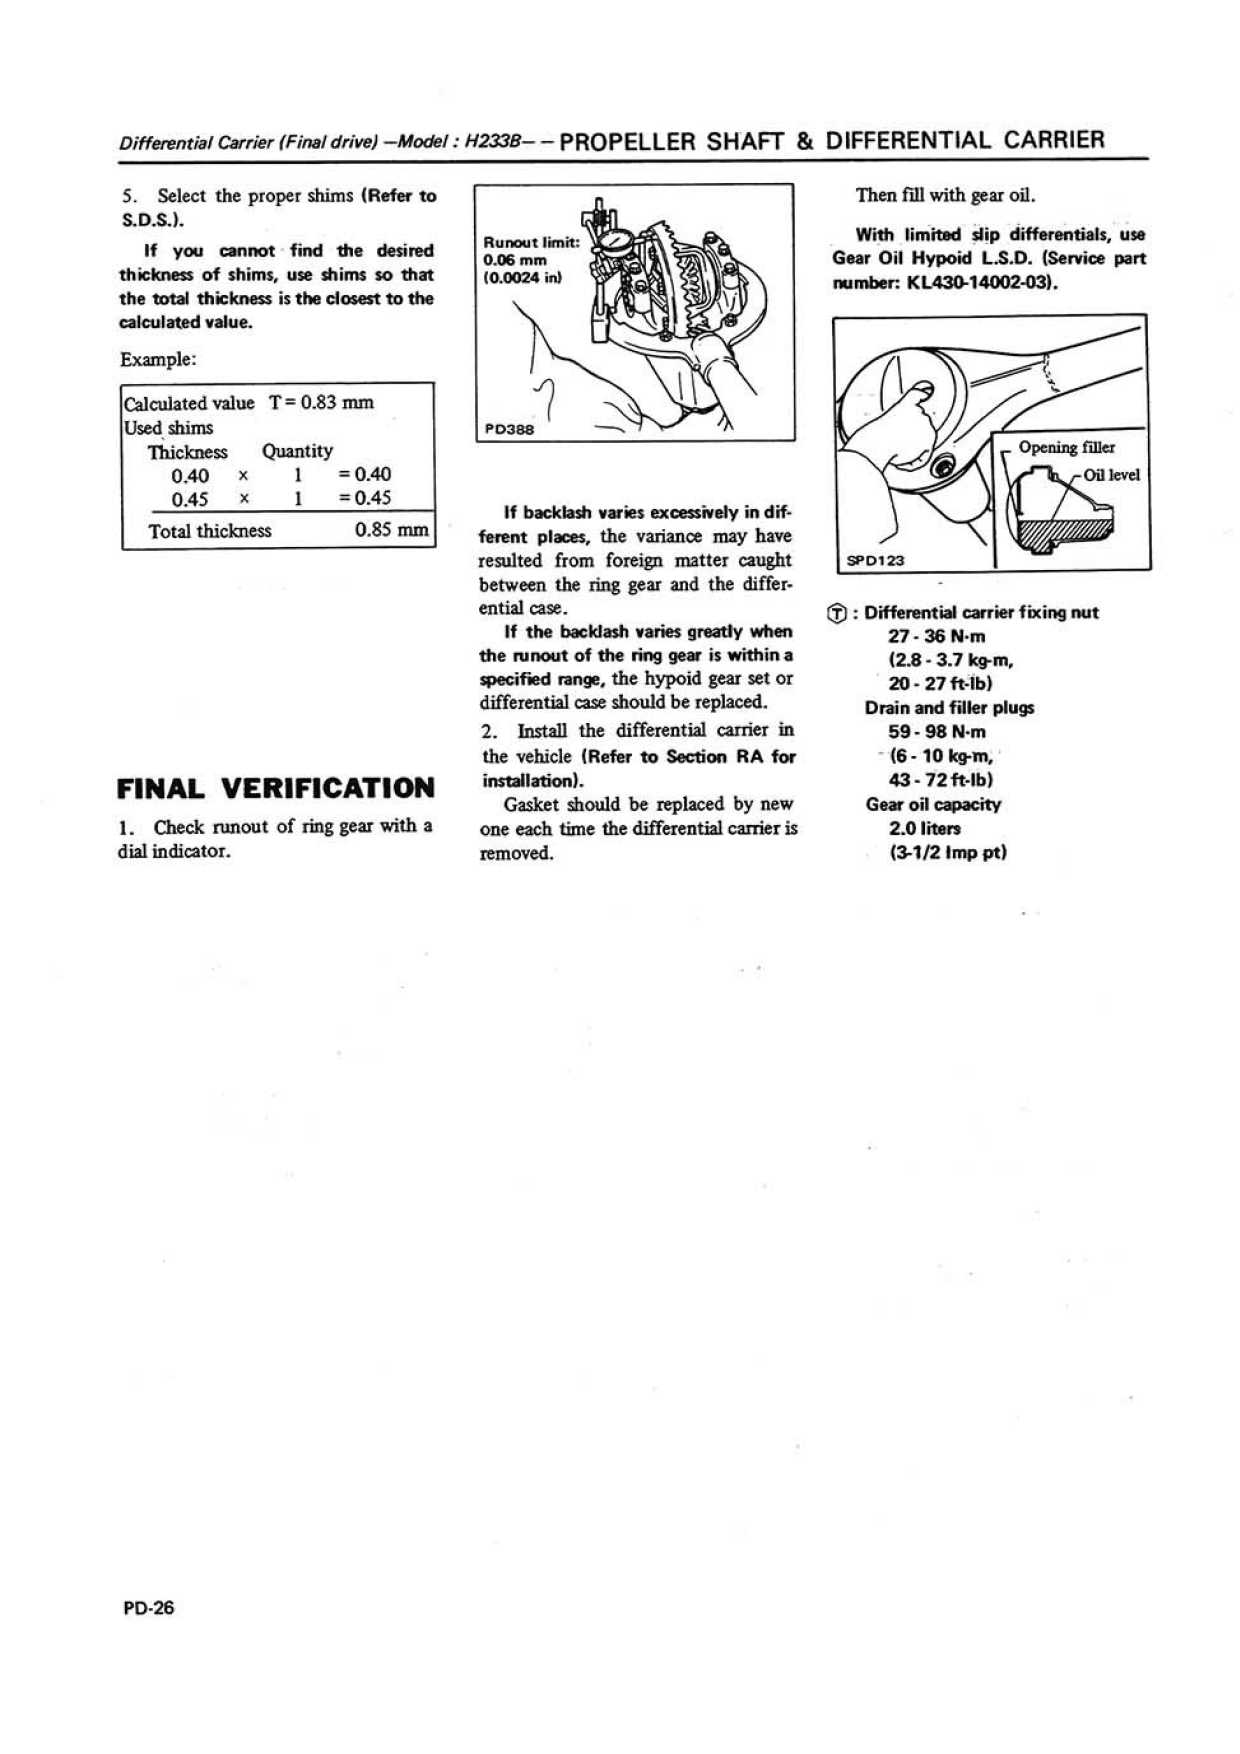 Differential Carrier (Final drive) —Model : H233B— — PROPELLER SHAFT & DIFFERENTIAL CARRIER
5. Select the proper shims (Refer to
S.D.S.).
If you cannot find the desired
thickness of shims, use shims so that
the total thickness is the closest to the
calculated value.
Example:
Calculated value T = 0.83 mm
Used shims
Thickness Quantity
0.40 × 1 = 0.40
0.45 × 1 = 0.45
Total thickness 0.85 mm
FINAL VERIFICATION
1. Check runout of ring gear with a
dial indicator.
Runout limit:
0.06 mm
(0.0024 in)
PD388
If backlash varies excessively in dif-
ferent places, the variance may have
resulted from foreign matter caught
between the ring gear and the differ-
ential case.
If the backlash varies greatly when
the runout of the ring gear is within a
specified range, the hypoid gear set or
differential case should be replaced.
2. Install the differential carrier in
the vehicle (Refer to Section RA for
installation).
Gasket should be replaced by new
one each time the differential carrier is
removed.
Then fill with gear oil.
With limited slip differentials, use
Gear Oil Hypoid L.S.D. (Service part
number: KL430-14002-03).
Opening filler
Oil level
SPD123
Ⓣ : Differential carrier fixing nut
27 - 36 N·m
(2.8 - 3.7 kg-m,
20 - 27 ft-lb)
Drain and filler plugs
59 - 98 N·m
(6 - 10 kg-m,
43 - 72 ft-lb)
Gear oil capacity
2.0 liters
(3-1/2 Imp pt)
PD-26